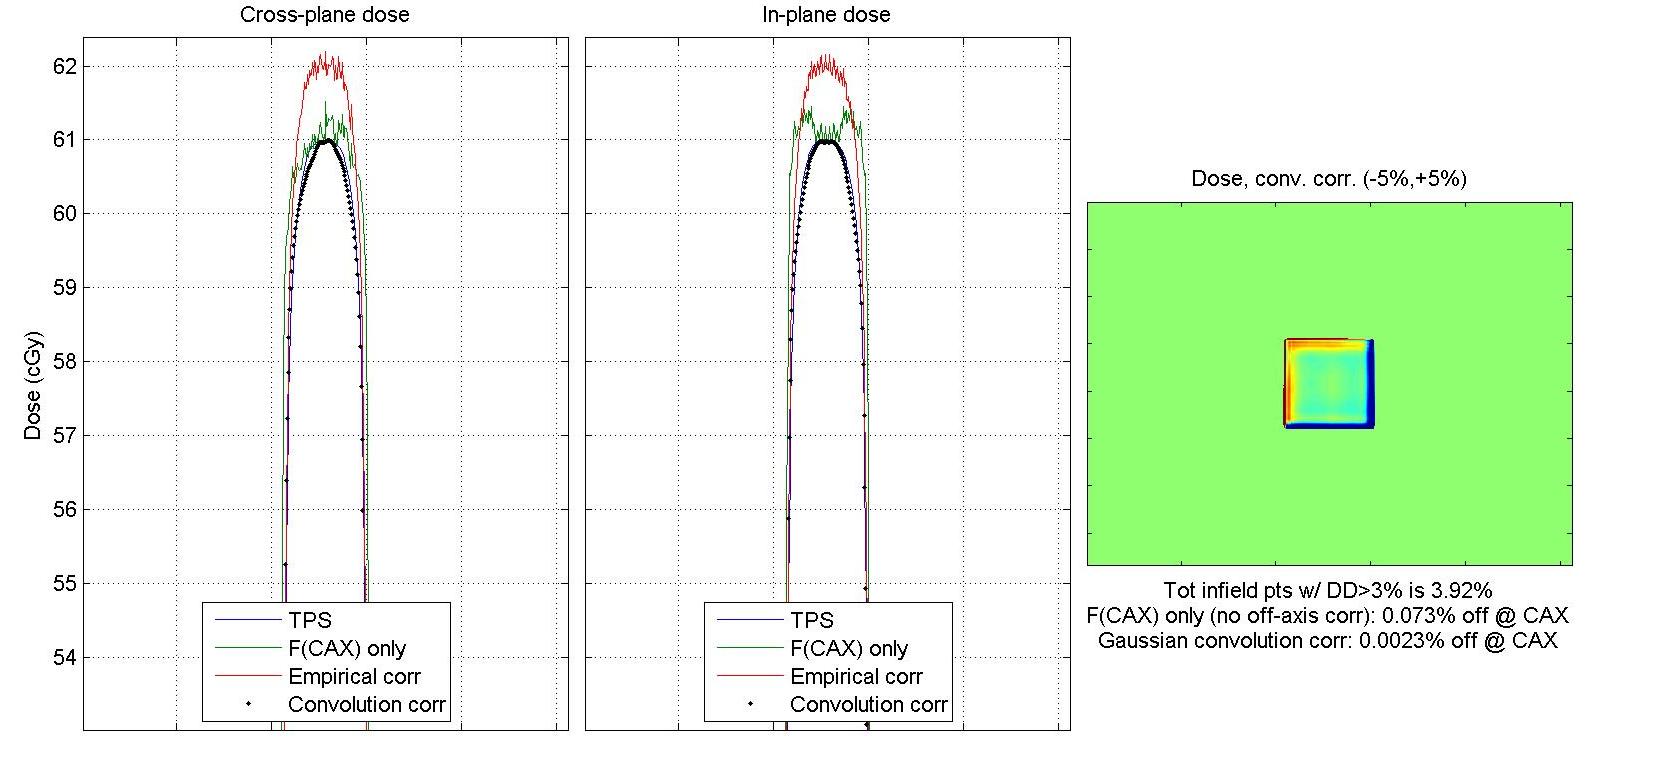 Cross-plane dose
In-plane dose
62
61
60
59
58
57
56
55
54
Dose (cGy)
TPS
F(CAX) only
Empirical corr
Convolution corr
TPS
F(CAX) only
Empirical corr
Convolution corr
Dose, conv. corr. (-5%,+5%)
Tot infield pts w/ DD>3% is 3.92%
F(CAX) only (no off-axis corr): 0.073% off @ CAX
Gaussian convolution corr: 0.0023% off @ CAX